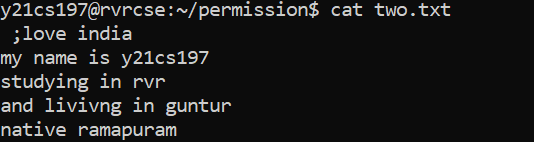 y21cs197@rvrcse:~/permission$ cat two.txt
 ;love india
my name is y21cs197
studying in rvr
and livivng in guntur
native ramapuram